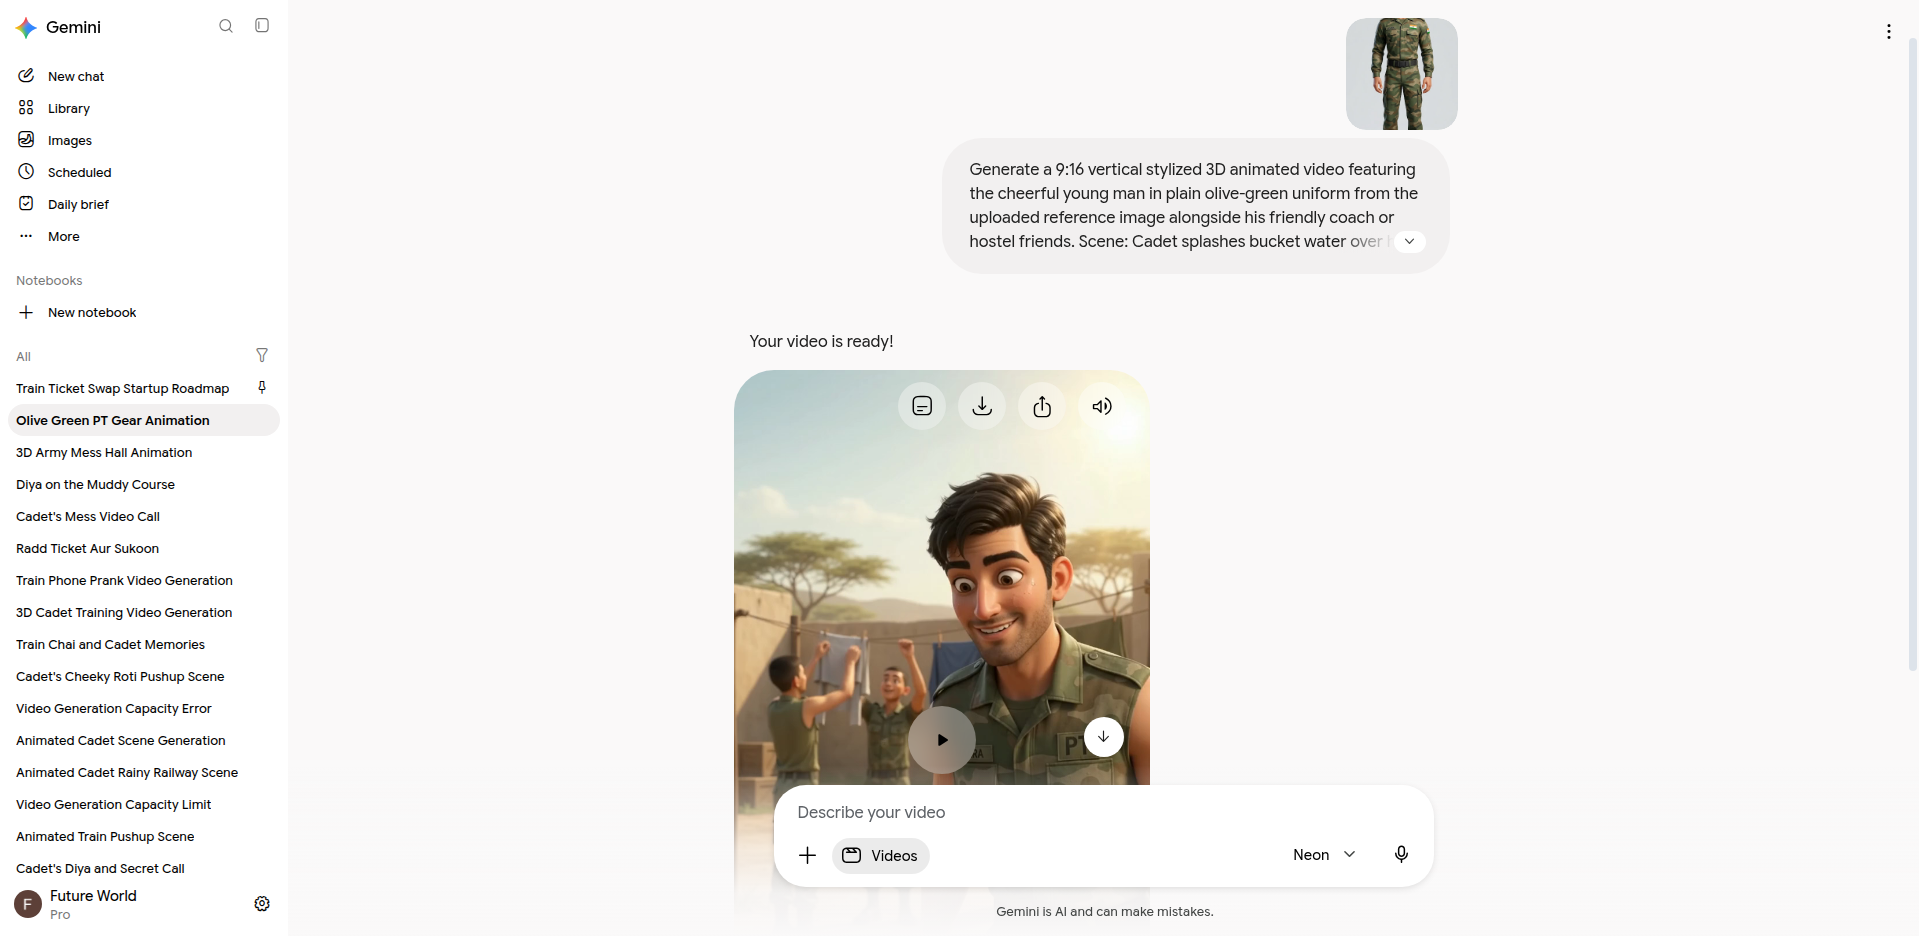 Gemini
New chat
Library
Images
Scheduled
Daily brief
More
Notebooks
New notebook
All
Train Ticket Swap Startup Roadmap
Olive Green PT Gear Animation
3D Army Mess Hall Animation
Diya on the Muddy Course
Cadet's Mess Video Call
Radd Ticket Aur Sukoon
Train Phone Prank Video Generation
3D Cadet Training Video Generation
Train Chai and Cadet Memories
Cadet's Cheeky Roti Pushup Scene
Video Generation Capacity Error
Animated Cadet Scene Generation
Animated Cadet Rainy Railway Scene
Video Generation Capacity Limit
Animated Train Pushup Scene
Cadet's Diya and Secret Call
F
Future World
Pro
Generate a 9:16 vertical stylized 3D animated video featuring
the cheerful young man in plain olive-green uniform from the
uploaded reference image alongside his friendly coach or
hostel friends. Scene: Cadet splashes bucket water over
Your video is ready!
Describe your video
Videos
Neon
Gemini is AI and can make mistakes.